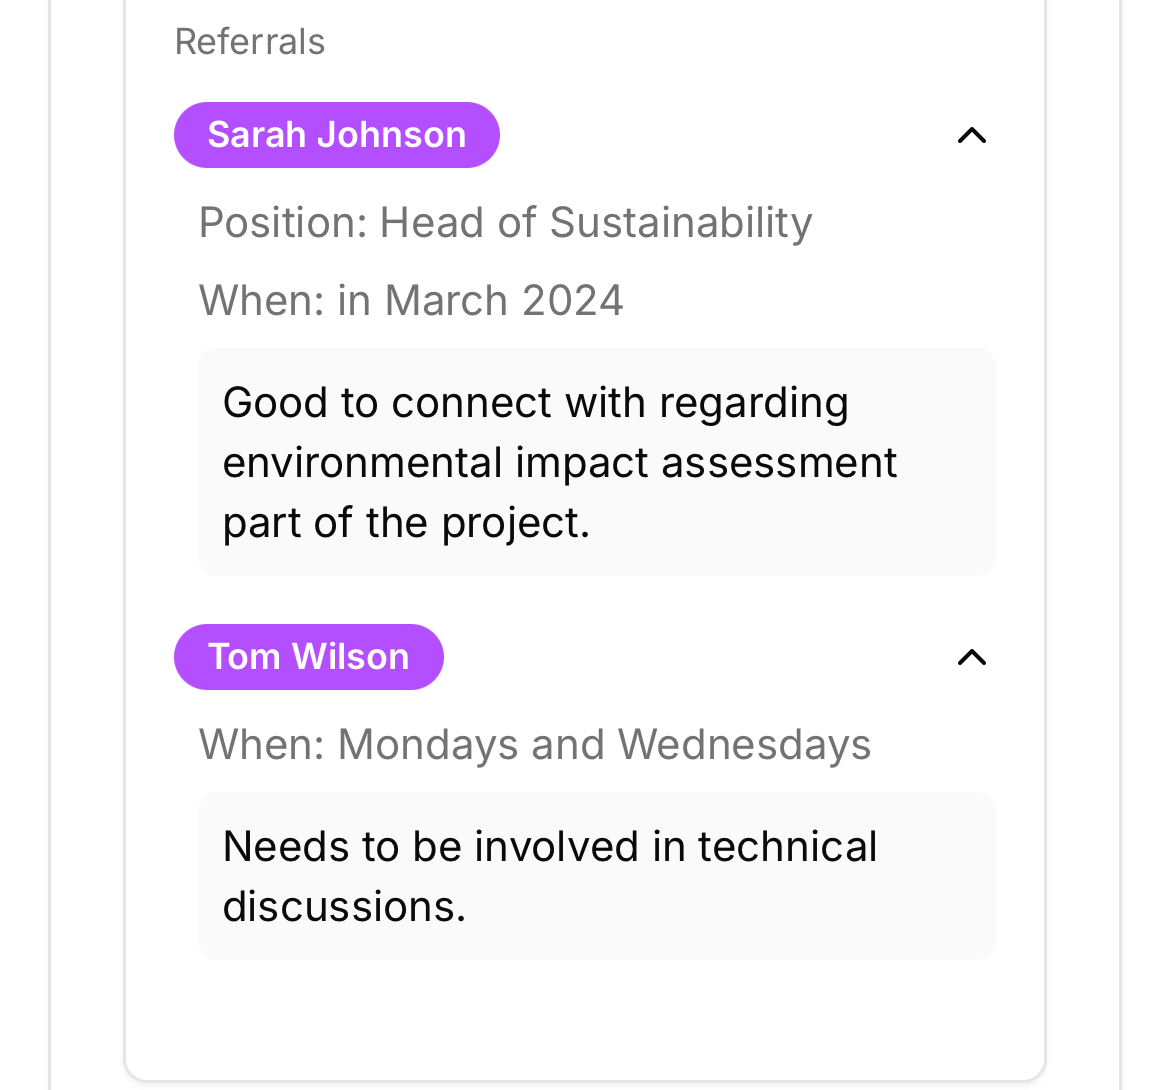 Referrals
Sarah Johnson
Position: Head of Sustainability
When: in March 2024
Good to connect with regarding
environmental impact assessment
part of the project.
Tom Wilson
When: Mondays and Wednesdays
Needs to be involved in technical
discussions.